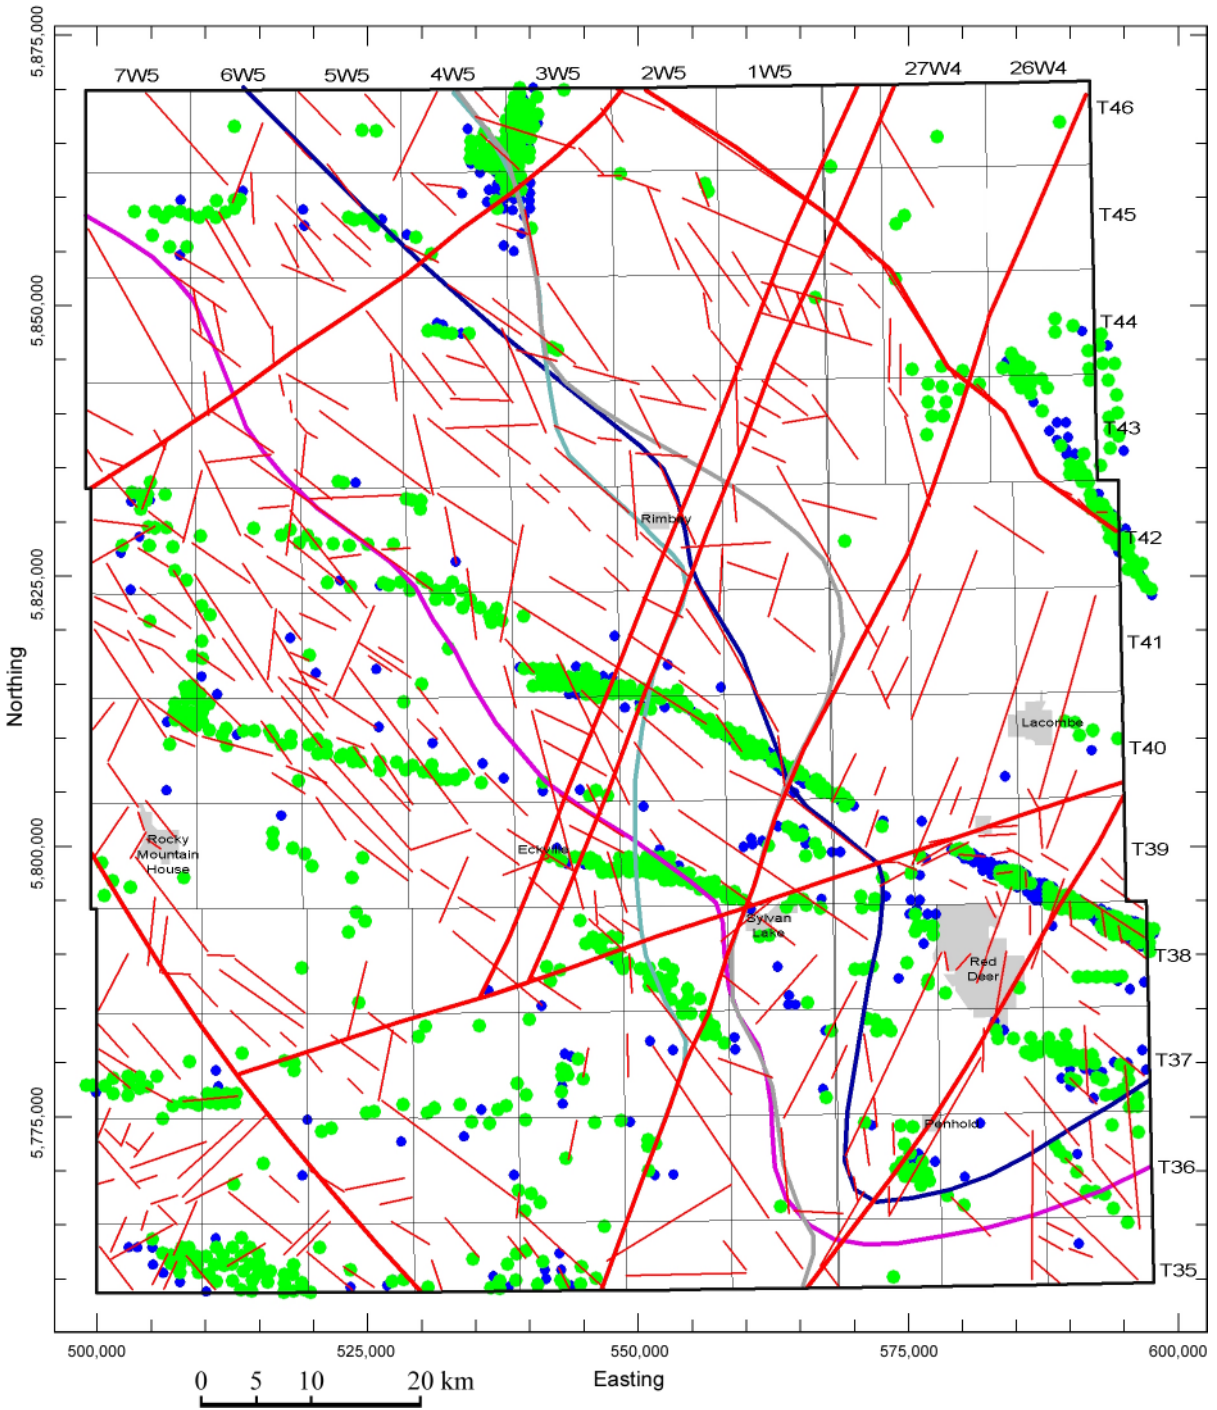 5,875,000
7W5 6W5 5W5 4W5 3W5 2W5 1W5 27W4 26W4
T46
T45
5,850,000
T44
T43
Rimbey
T42
5,825,000
T41
Northing
Lacombe
T40
Rocky
Mountain
House
Eckville
5,800,000
T39
Sylvan
Lake
Red
Deer
T38
T37
5,775,000
Penhold
T36
T35
500,000 525,000 550,000 575,000 600,000
Easting
0 5 10 20 km